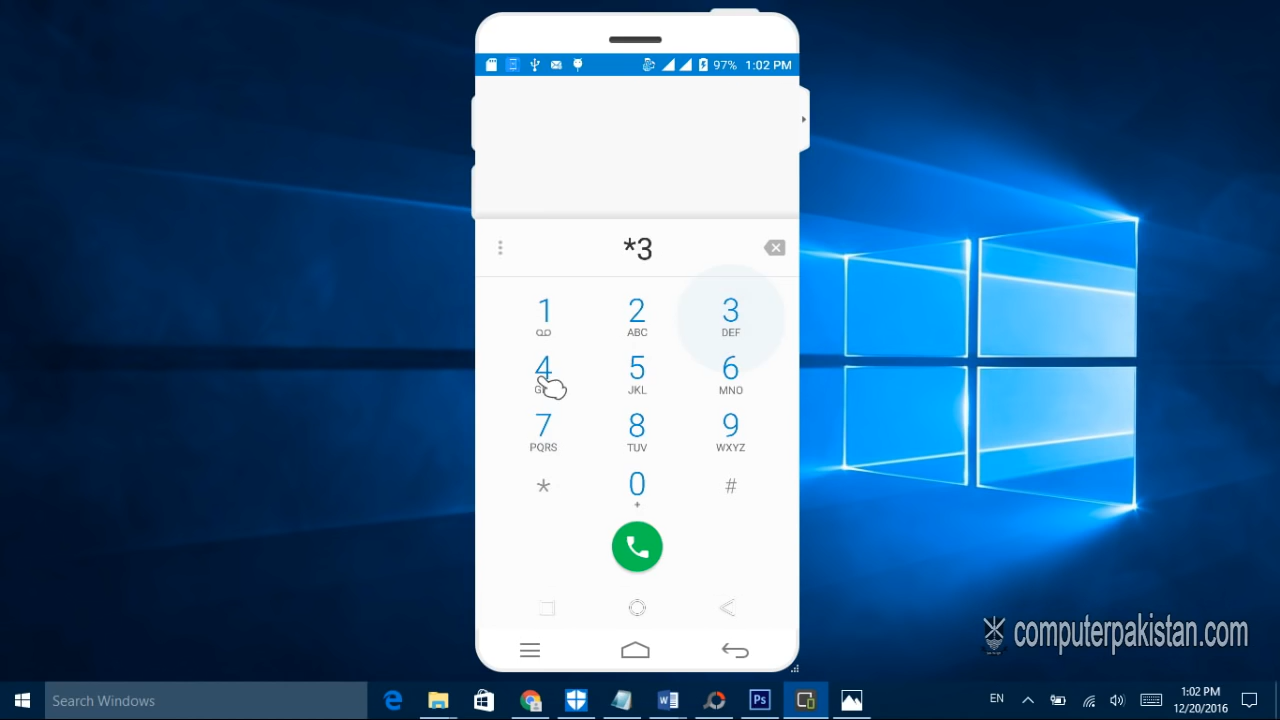 97% 1:02 PM
*3
1 2 3
ABC DEF
4 5 6
G JKL MNO
7 8 9
PQRS TUV WXYZ
* 0 #
+
computerpakistan.com
Search Windows
W
Ps
EN
1:02 PM
12/20/2016